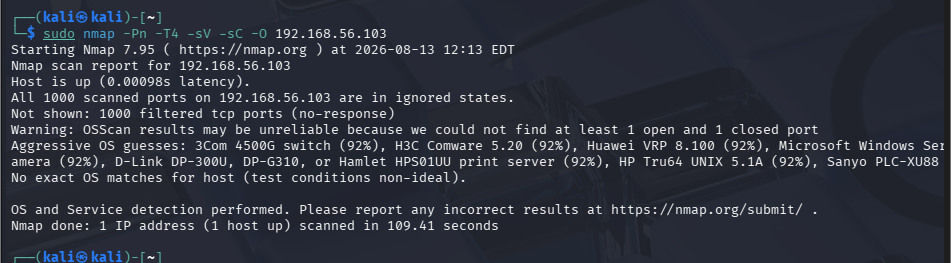 ┌──(kali㉿kali)-[~]
└─$ sudo nmap -Pn -T4 -sV -sC -O 192.168.56.103
Starting Nmap 7.95 ( https://nmap.org ) at 2026-08-13 12:13 EDT
Nmap scan report for 192.168.56.103
Host is up (0.00098s latency).
All 1000 scanned ports on 192.168.56.103 are in ignored states.
Not shown: 1000 filtered tcp ports (no-response)
Warning: OSScan results may be unreliable because we could not find at least 1 open and 1 closed port
Aggressive OS guesses: 3Com 4500G switch (92%), H3C Comware 5.20 (92%), Huawei VRP 8.100 (92%), Microsoft Windows Ser
amera (92%), D-Link DP-300U, DP-G310, or Hamlet HPS01UU print server (92%), HP Tru64 UNIX 5.1A (92%), Sanyo PLC-XU88
No exact OS matches for host (test conditions non-ideal).
OS and Service detection performed. Please report any incorrect results at https://nmap.org/submit/ .
Nmap done: 1 IP address (1 host up) scanned in 109.41 seconds
┌──(kali㉿kali)-[~]